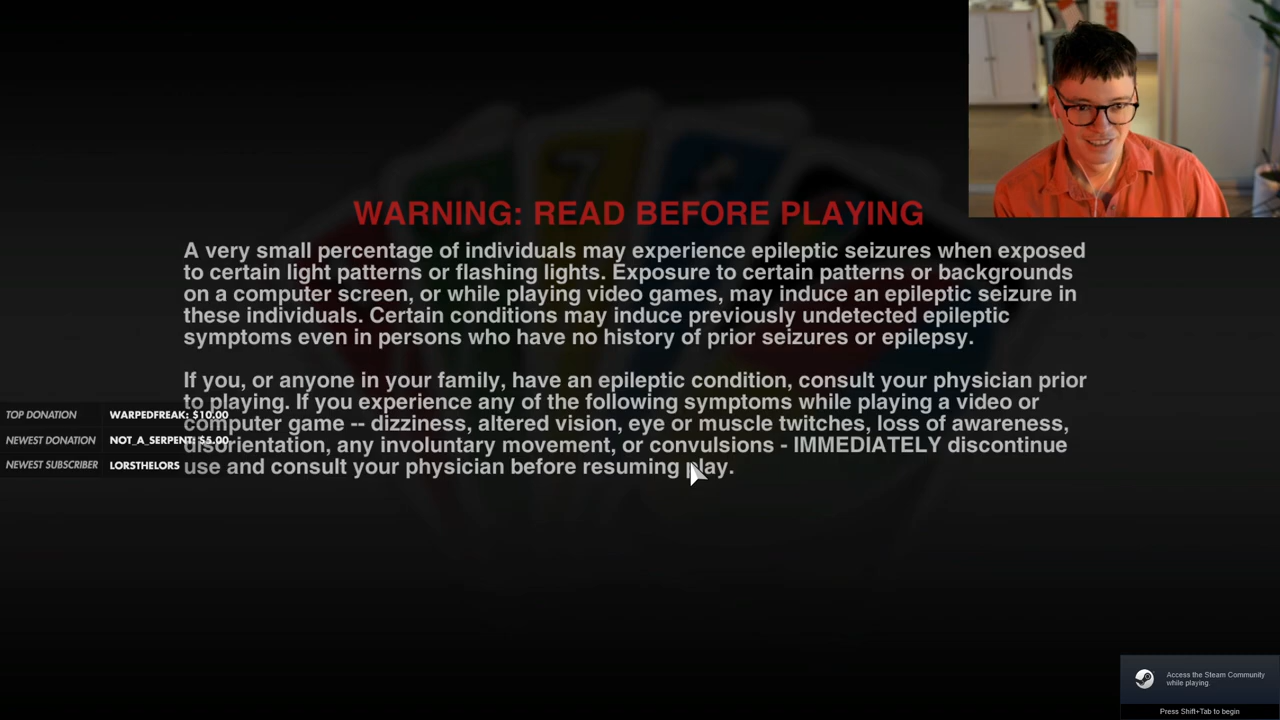 WARNING: READ BEFORE PLAYING
A very small percentage of individuals may experience epileptic seizures when exposed
to certain light patterns or flashing lights. Exposure to certain patterns or backgrounds
on a computer screen, or while playing video games, may induce an epileptic seizure in
these individuals. Certain conditions may induce previously undetected epileptic
symptoms even in persons who have no history of prior seizures or epilepsy.
If you, or anyone in your family, have an epileptic condition, consult your physician prior
to playing. If you experience any of the following symptoms while playing a video or
computer game -- dizziness, altered vision, eye or muscle twitches, loss of awareness,
disorientation, any involuntary movement, or convulsions - IMMEDIATELY discontinue
use and consult your physician before resuming play.
TOP DONATION WARPEDFREAK: $10.00
NEWEST DONATION NOT_A_SERPENT: $5.00
NEWEST SUBSCRIBER LORSTHELORS
Access the Steam Community
while playing.
Press Shift+Tab to begin
7